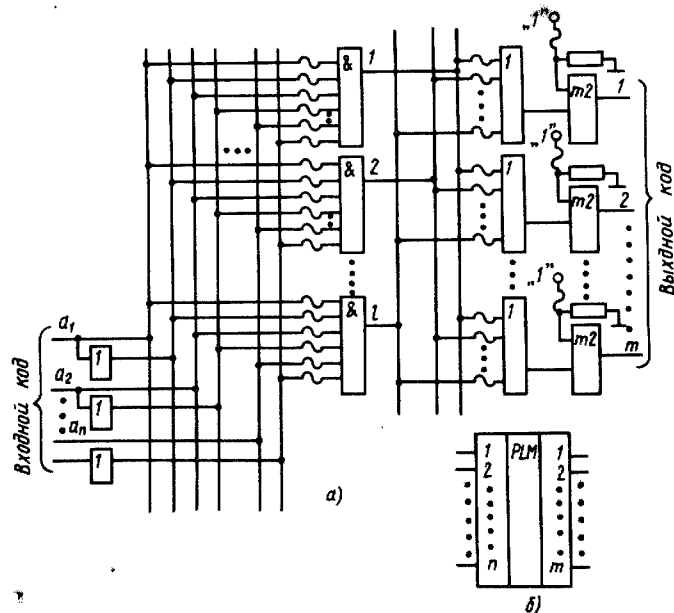 „1"
& 1 1 m2 1
„1"
& 2 1 m2 2
„1"
& l 1 m2 m
Входной код
a₁
1
a₂
1
aₙ
1
Выхдной код
а)
1 PLM 1
2 2
n m
б)